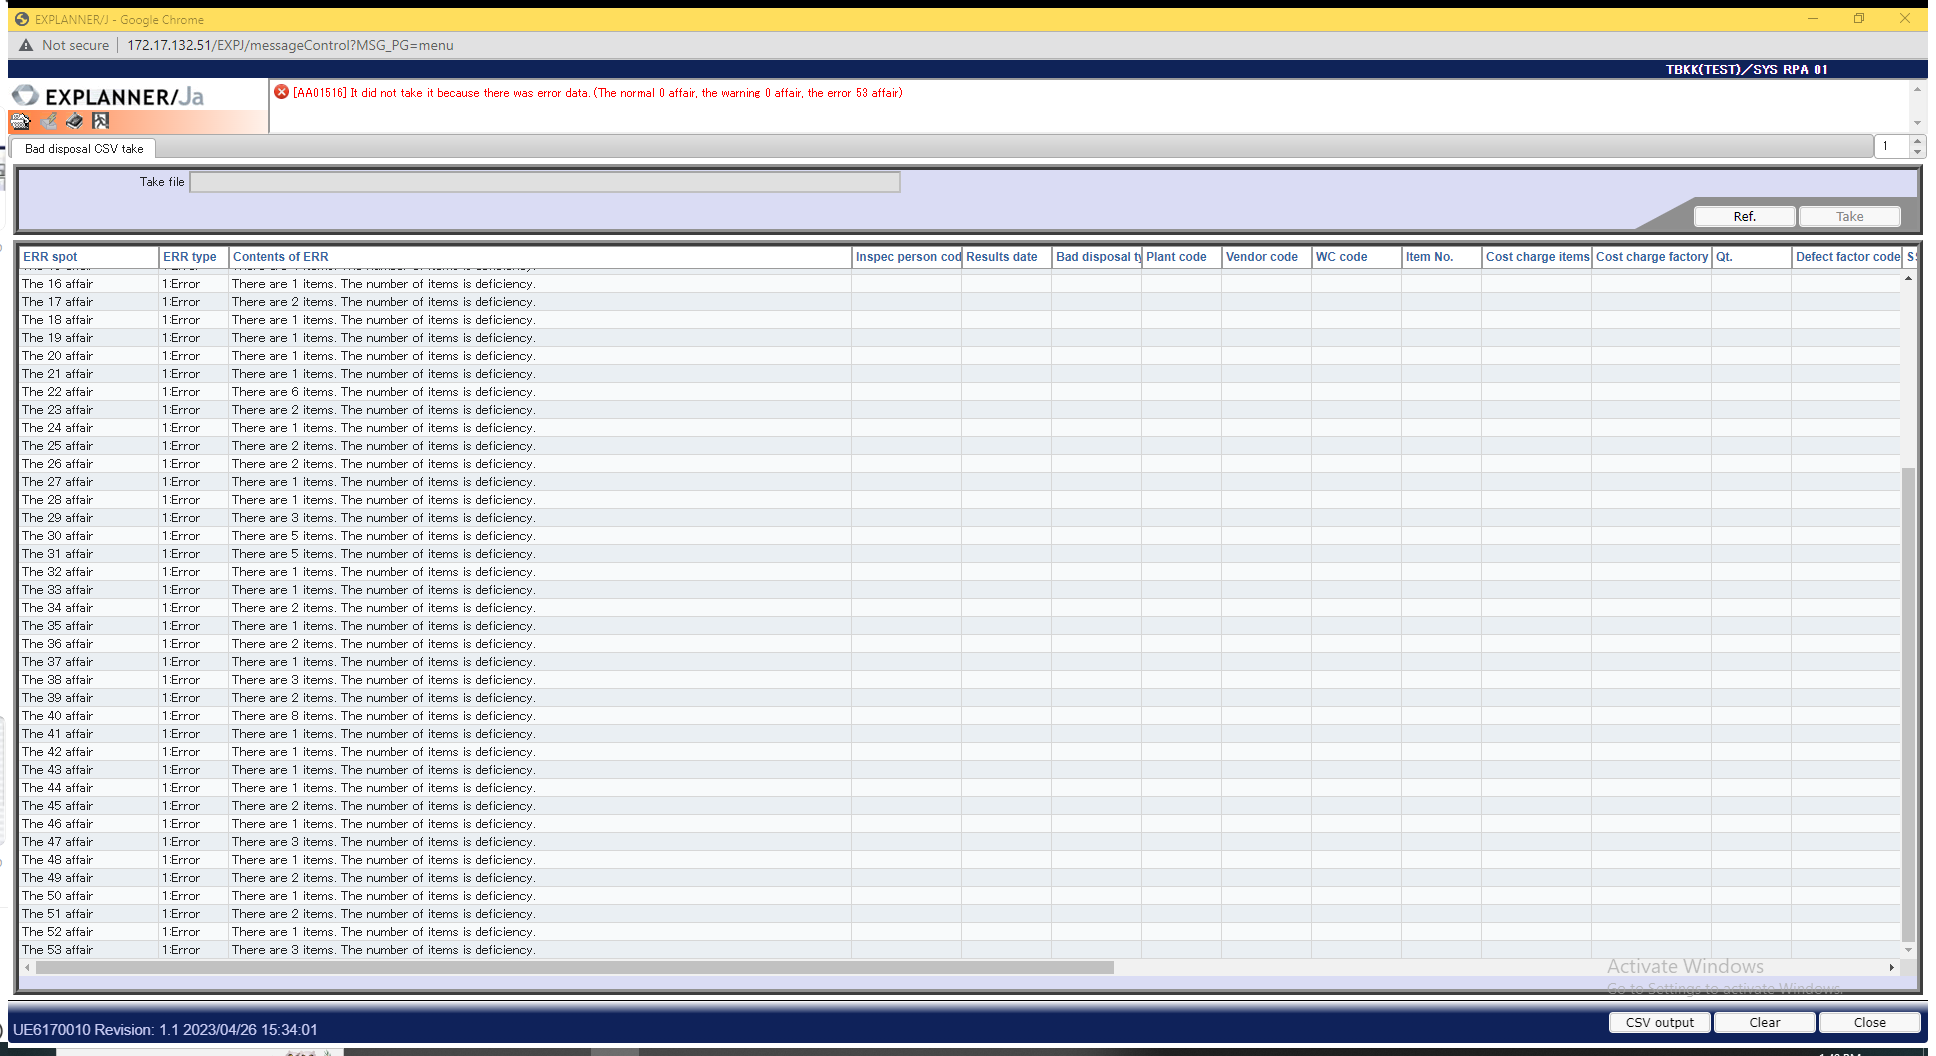 EXPLANNER/J - Google Chrome
Not secure 172.17.132.51/EXPJ/messageControl?MSG_PG=menu
TBKK(TEST)／SYS RPA 01
EXPLANNER/Ja
[AA01516] It did not take it because there was error data. (The normal 0 affair, the warning 0 affair, the error 53 affair)
Bad disposal CSV take 1
Take file
Ref. Take
ERR spot ERR type Contents of ERR Inspec person cod Results date Bad disposal ty Plant code Vendor code WC code Item No. Cost charge items Cost charge factory Qt. Defect factor code
The 16 affair 1:Error There are 1 items. The number of items is deficiency.
The 17 affair 1:Error There are 2 items. The number of items is deficiency.
The 18 affair 1:Error There are 1 items. The number of items is deficiency.
The 19 affair 1:Error There are 1 items. The number of items is deficiency.
The 20 affair 1:Error There are 1 items. The number of items is deficiency.
The 21 affair 1:Error There are 1 items. The number of items is deficiency.
The 22 affair 1:Error There are 6 items. The number of items is deficiency.
The 23 affair 1:Error There are 2 items. The number of items is deficiency.
The 24 affair 1:Error There are 1 items. The number of items is deficiency.
The 25 affair 1:Error There are 2 items. The number of items is deficiency.
The 26 affair 1:Error There are 2 items. The number of items is deficiency.
The 27 affair 1:Error There are 1 items. The number of items is deficiency.
The 28 affair 1:Error There are 1 items. The number of items is deficiency.
The 29 affair 1:Error There are 3 items. The number of items is deficiency.
The 30 affair 1:Error There are 5 items. The number of items is deficiency.
The 31 affair 1:Error There are 5 items. The number of items is deficiency.
The 32 affair 1:Error There are 1 items. The number of items is deficiency.
The 33 affair 1:Error There are 1 items. The number of items is deficiency.
The 34 affair 1:Error There are 2 items. The number of items is deficiency.
The 35 affair 1:Error There are 1 items. The number of items is deficiency.
The 36 affair 1:Error There are 2 items. The number of items is deficiency.
The 37 affair 1:Error There are 1 items. The number of items is deficiency.
The 38 affair 1:Error There are 3 items. The number of items is deficiency.
The 39 affair 1:Error There are 2 items. The number of items is deficiency.
The 40 affair 1:Error There are 8 items. The number of items is deficiency.
The 41 affair 1:Error There are 1 items. The number of items is deficiency.
The 42 affair 1:Error There are 1 items. The number of items is deficiency.
The 43 affair 1:Error There are 1 items. The number of items is deficiency.
The 44 affair 1:Error There are 1 items. The number of items is deficiency.
The 45 affair 1:Error There are 2 items. The number of items is deficiency.
The 46 affair 1:Error There are 1 items. The number of items is deficiency.
The 47 affair 1:Error There are 3 items. The number of items is deficiency.
The 48 affair 1:Error There are 1 items. The number of items is deficiency.
The 49 affair 1:Error There are 2 items. The number of items is deficiency.
The 50 affair 1:Error There are 1 items. The number of items is deficiency.
The 51 affair 1:Error There are 2 items. The number of items is deficiency.
The 52 affair 1:Error There are 1 items. The number of items is deficiency.
The 53 affair 1:Error There are 3 items. The number of items is deficiency.
Activate Windows
Go to Settings to activate Windows.
UE6170010 Revision: 1.1 2023/04/26 15:34:01 CSV output Clear Close